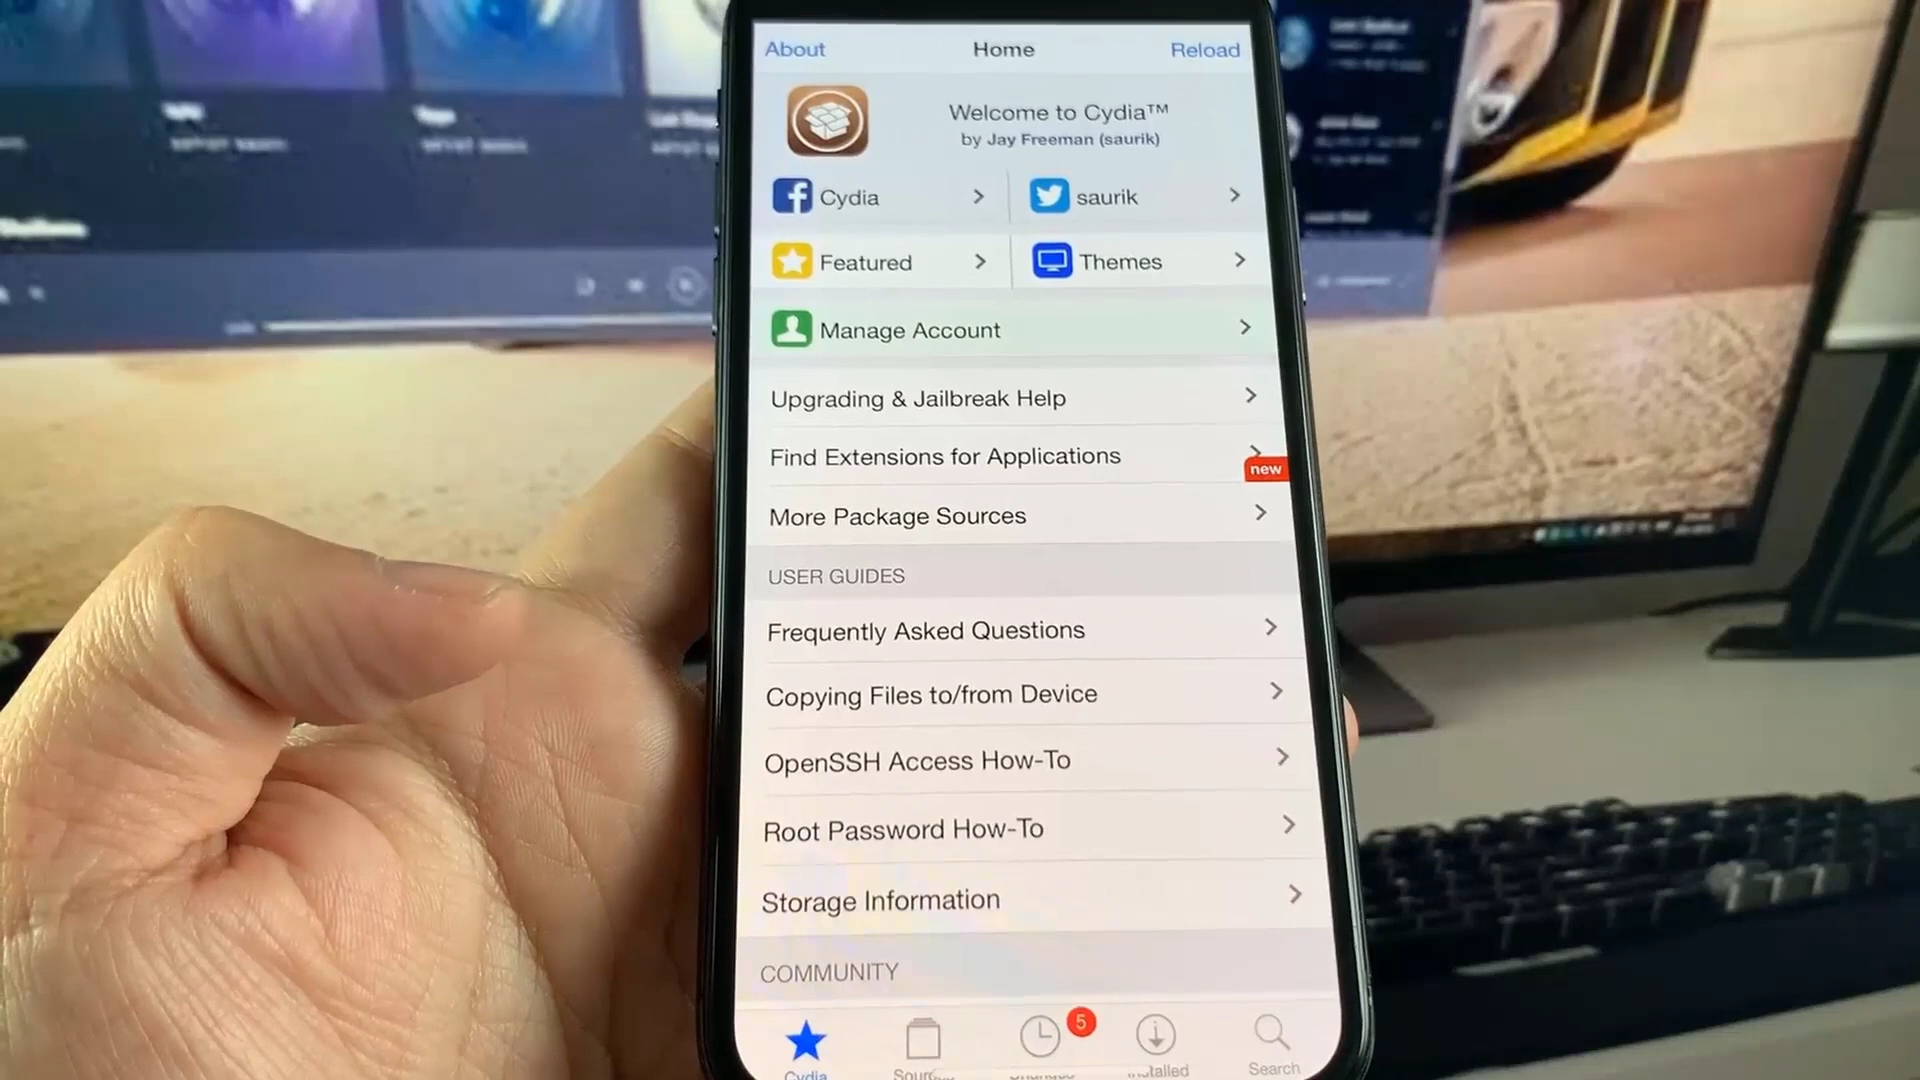 About Home Reload
Welcome to Cydia™
by Jay Freeman (saurik)
Cydia saurik
Featured Themes
Manage Account
Upgrading & Jailbreak Help
Find Extensions for Applications
new
More Package Sources
USER GUIDES
Frequently Asked Questions
Copying Files to/from Device
OpenSSH Access How-To
Root Password How-To
Storage Information
COMMUNITY
5
Cydia Search